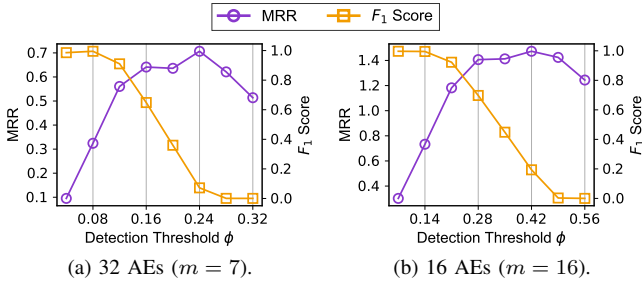 MRR F1 Score
0.7 0.6 0.5 0.4 0.3 0.2 0.1
MRR
1.0 0.8 0.6 0.4 0.2 0.0
F1 Score
0.08 0.16 0.24 0.32
Detection Threshold ϕ
(a) 32 AEs (m = 7).
1.4 1.2 1.0 0.8 0.6 0.4
MRR
1.0 0.8 0.6 0.4 0.2 0.0
F1 Score
0.14 0.28 0.42 0.56
Detection Threshold ϕ
(b) 16 AEs (m = 16).